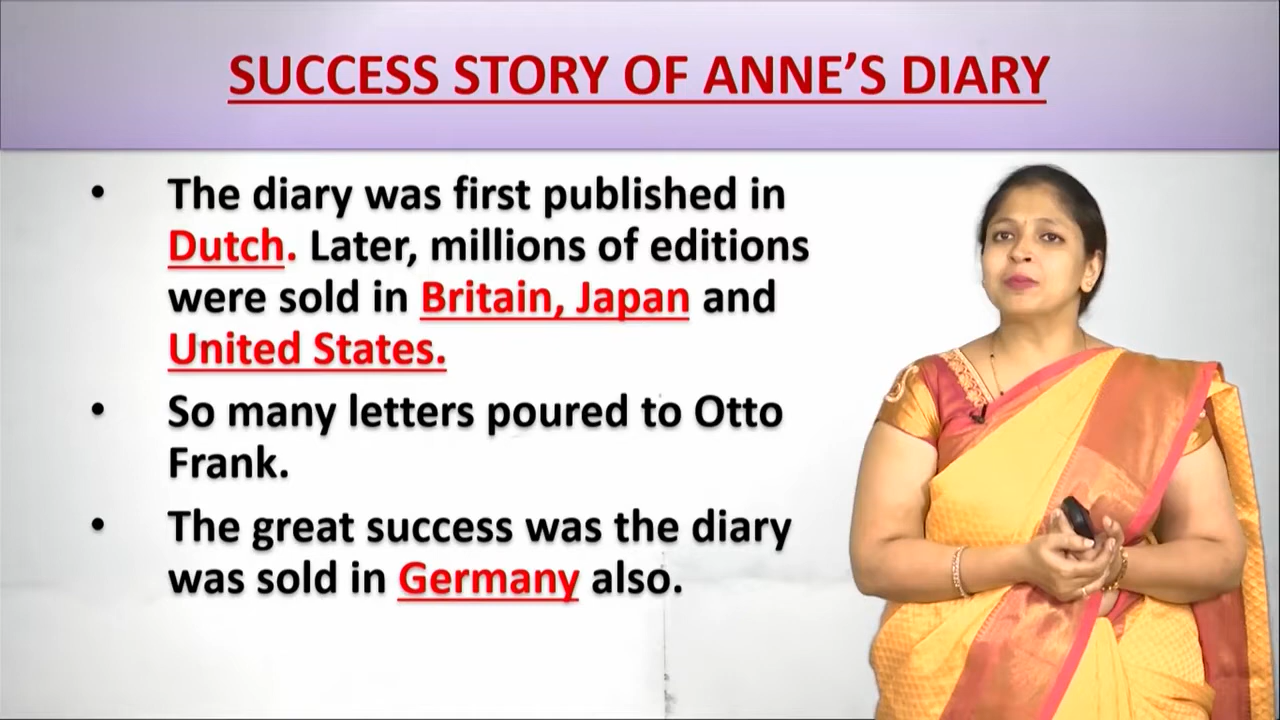 SUCCESS STORY OF ANNE’S DIARY
• The diary was first published in
Dutch. Later, millions of editions
were sold in Britain, Japan and
United States.
• So many letters poured to Otto
Frank.
• The great success was the diary
was sold in Germany also.